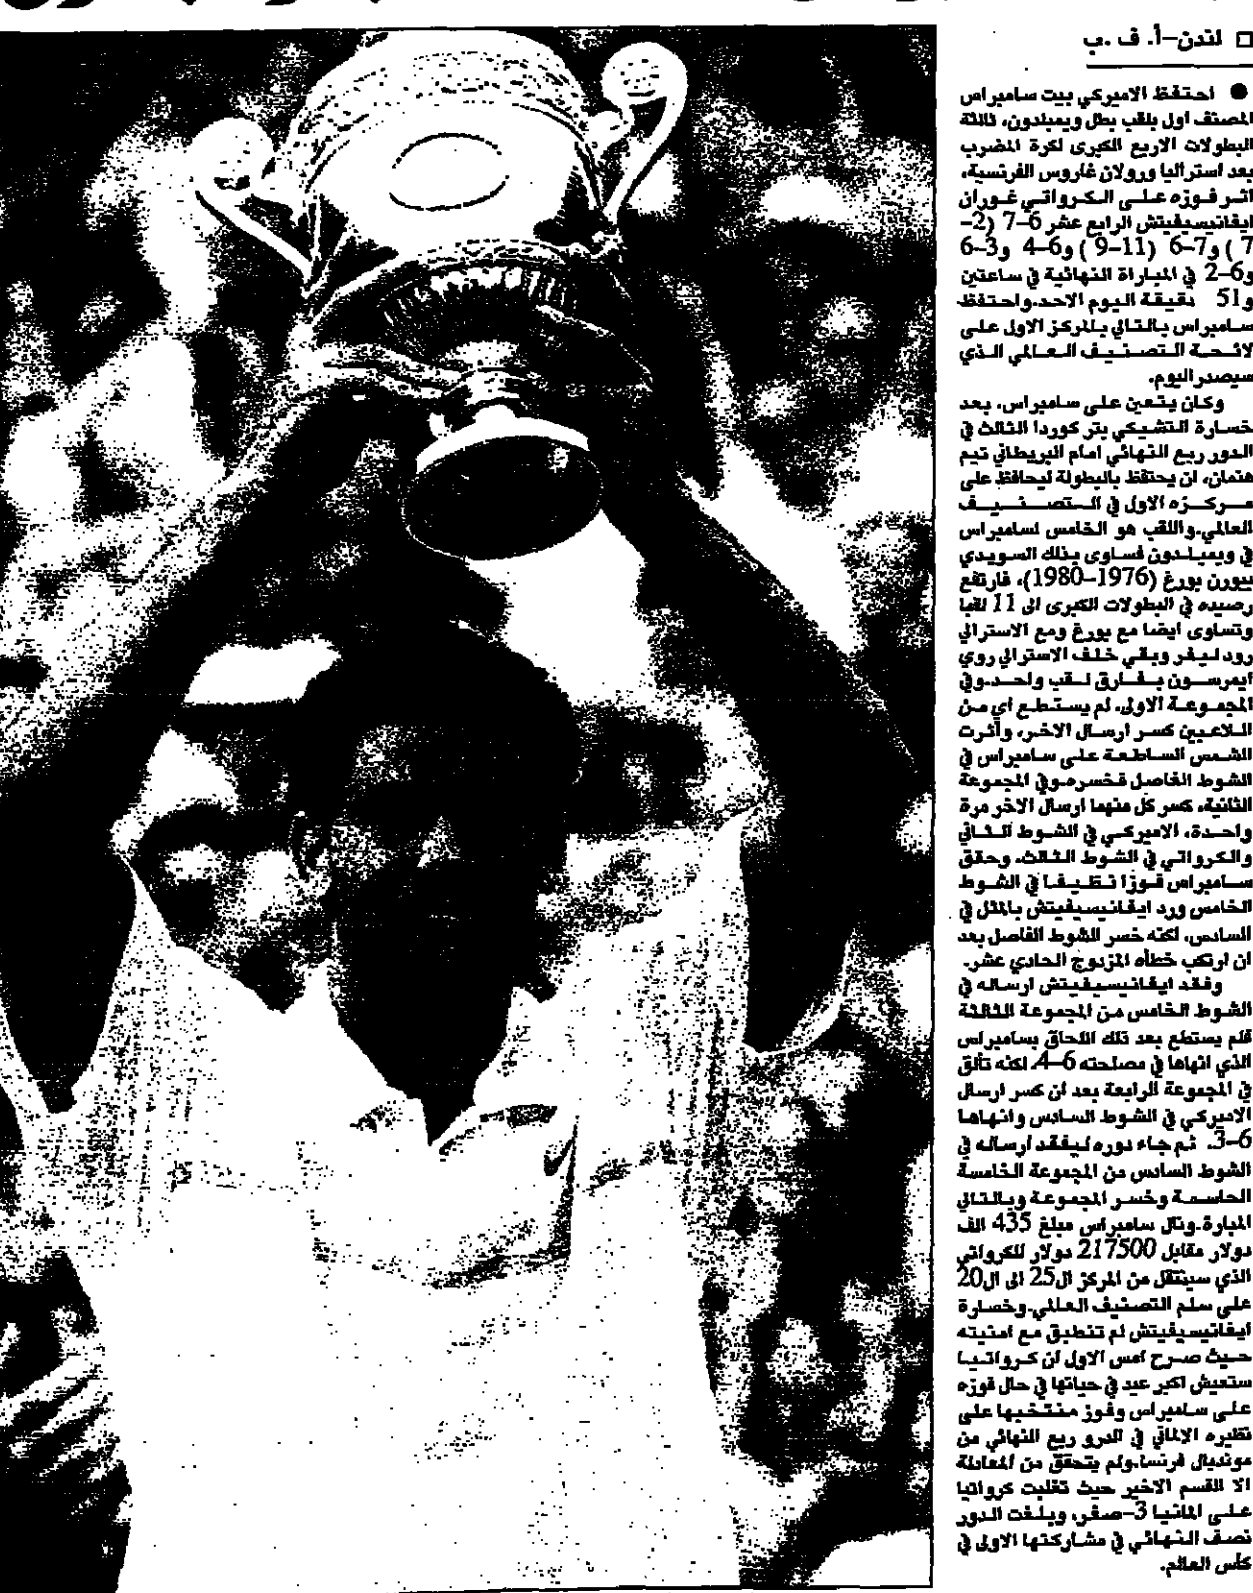 □ لندن–أ. ف .ب
● احتفظ الاميركي بيت سامبراس
المصنف اول بلقب بطل ويمبلدون، ثالثة
البطولات الاربع الكبرى لكرة المضرب
بعد استراليا ورولان غاروس الفرنسية،
اثر فوزه على الكرواتي غوران
ايفانيسيفيتش الرابع عشر 6–7 (2–
7 ) و7–6 (11–9 ) و6–4 و3–6
و6–2 في المباراة النهائية في ساعتين
و51 دقيقة اليوم الاحد.واحتفظ
سامبراس بالتالي بالمركز الاول على
لائحة التصنيف العالمي الذي
سيصدر اليوم.
وكان يتعين على سامبراس، بعد
خسارة التشيكي بتر كوردا الثالث في
الدور ربع النهائي امام البريطاني تيم
هنمان، ان يحتفظ بالبطولة ليحافظ على
مركزه الاول في التصنيف
العالمي.واللقب هو الخامس لسامبراس
في ويمبلدون فساوى بذلك السويدي
بيورن بورغ (1976–1980)، فارتفع
رصيده في البطولات الكبرى الى 11 لقبا
وتساوى ايضا مع بورغ ومع الاسترالي
رود ليفر وبقي خلف الاسترالي روي
ايمرسون بفارق لقب واحد.وفي
المجموعة الاولى، لم يستطع اي من
اللاعبين كسر ارسال الاخر، وأثرت
الشمس الساطعة على سامبراس في
الشوط الفاصل فخسره.وفي المجموعة
الثانية، كسر كل منهما ارسال الاخر مرة
واحدة، الاميركي في الشوط الثاني
والكرواتي في الشوط الثالث، وحقق
سامبراس فوزا نظيفا في الشوط
الخامس ورد ايفانيسيفيتش بالمثل في
السادس، لكنه خسر الشوط الفاصل بعد
ان ارتكب خطأه المزدوج الحادي عشر.
وفقد ايفانيسيفيتش ارساله في
الشوط الخامس من المجموعة الثالثة
فلم يستطع بعد ذلك اللحاق بسامبراس
الذي انهاها في مصلحته 6–4، لكنه تألق
في المجموعة الرابعة بعد ان كسر ارسال
الاميركي في الشوط السادس وانهاها
6–3، ثم جاء دوره ليفقد ارساله في
الشوط السادس من المجموعة الخامسة
الحاسمة وخسر المجموعة وبالتالي
المباراة.ونال سامبراس مبلغ 435 الف
دولار مقابل 217500 دولار للكرواتي
الذي سينتقل من المركز ال25 الى ال20
على سلم التصنيف العالمي.وخسارة
ايفانيسيفيتش لم تنطبق مع امنيته
حيث صرح امس الاول ان كرواتيا
ستعيش اكبر عيد في حياتها في حال فوزه
على سامبراس وفوز منتخبها على
نظيره الالماني في الدور ربع النهائي من
مونديال فرنسا.ولم يتحقق من المعادلة
الا القسم الاخير حيث تغلبت كرواتيا
على المانيا 3–صفر، وبلغت الدور
نصف النهائي في مشاركتها الاولى في
كأس العالم.